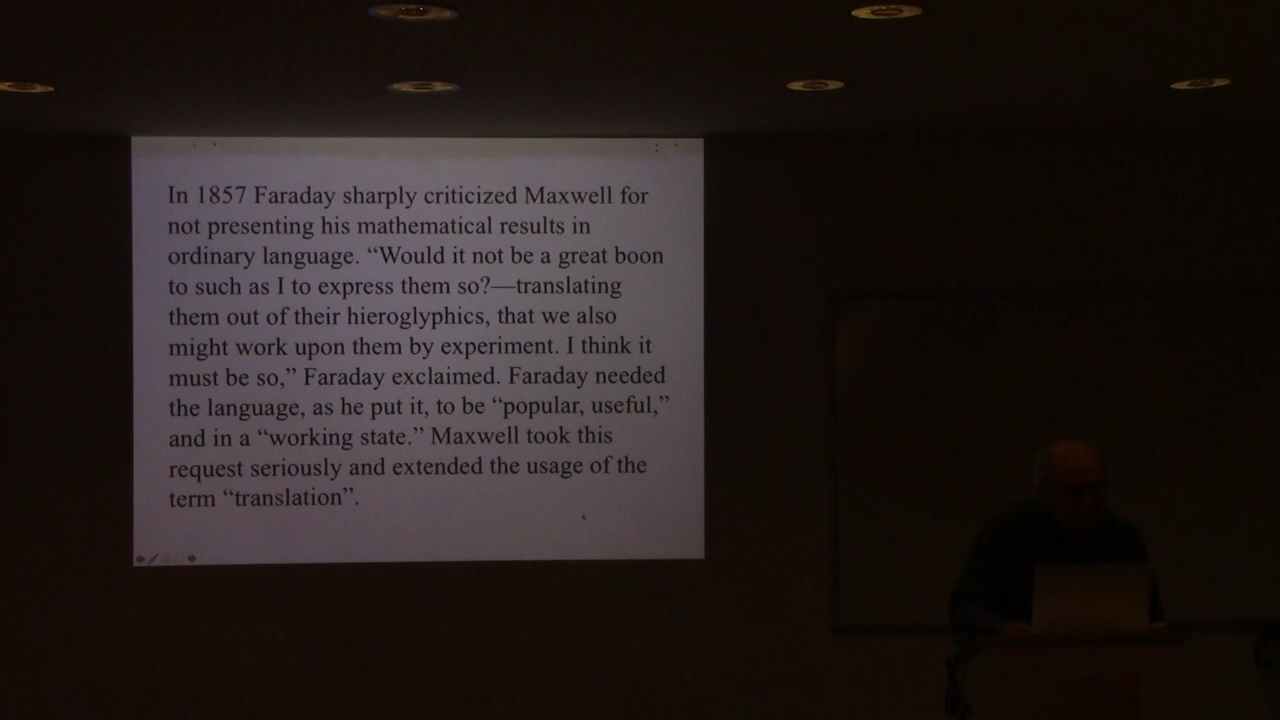 In 1857 Faraday sharply criticized Maxwell for
not presenting his mathematical results in
ordinary language. “Would it not be a great boon
to such as I to express them so?—translating
them out of their hieroglyphics, that we also
might work upon them by experiment. I think it
must be so,” Faraday exclaimed. Faraday needed
the language, as he put it, to be “popular, useful,”
and in a “working state.” Maxwell took this
request seriously and extended the usage of the
term “translation”.